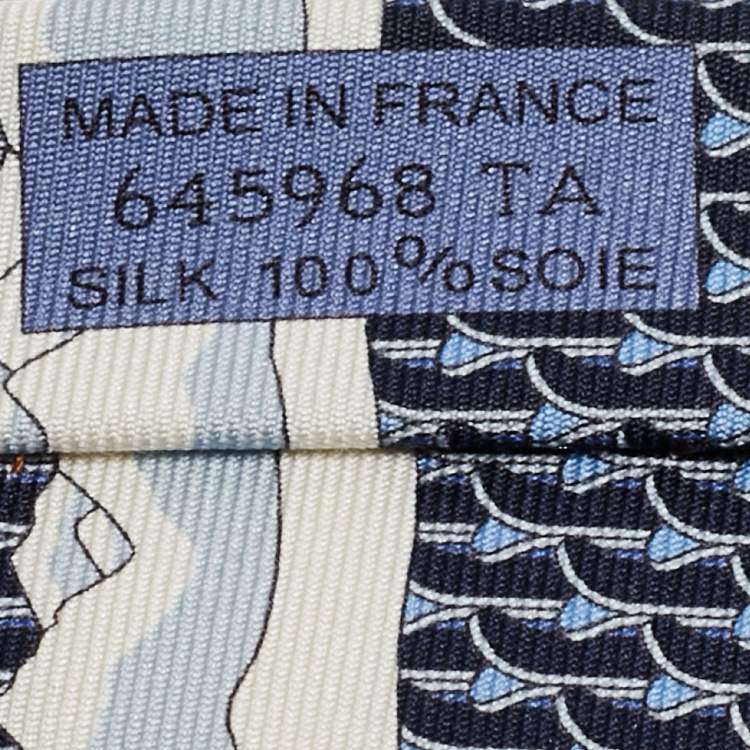 MADE IN FRANCE
645968 TA
SILK 100% SOIE